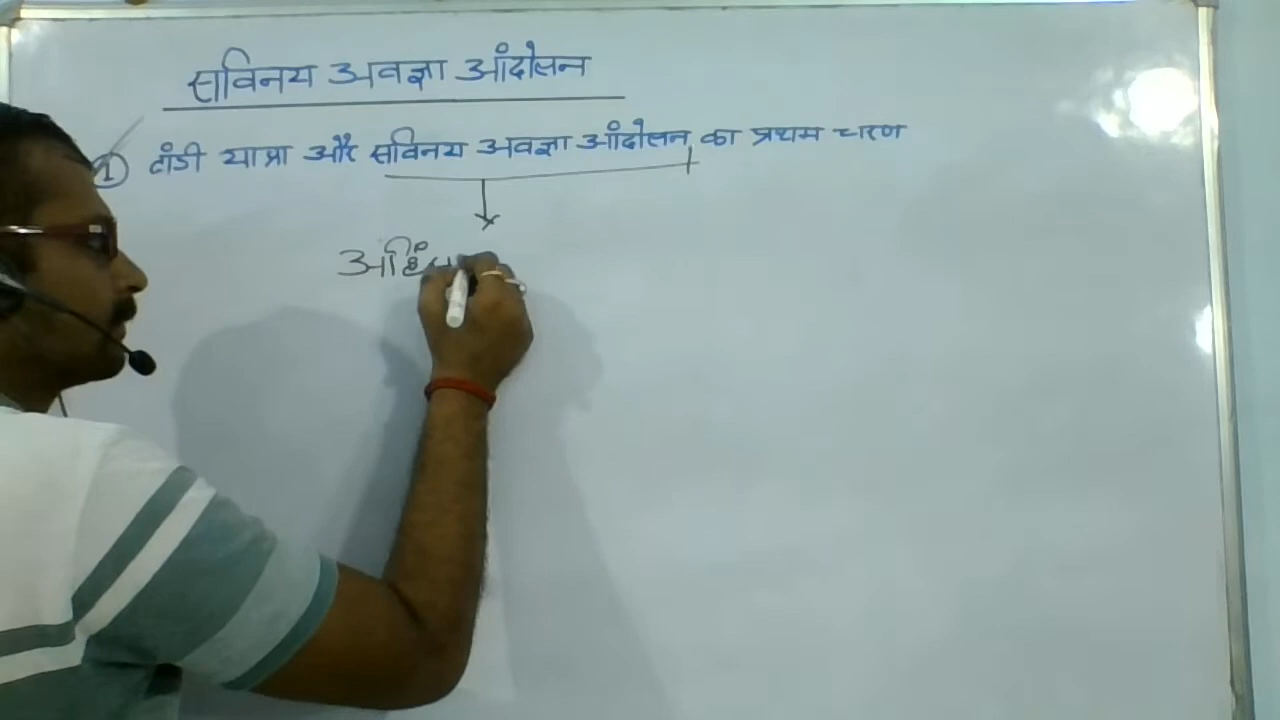 सविनय अवज्ञा आंदोलन
1 दांडी यात्रा और सविनय अवज्ञा आंदोलन का प्रथम चरण